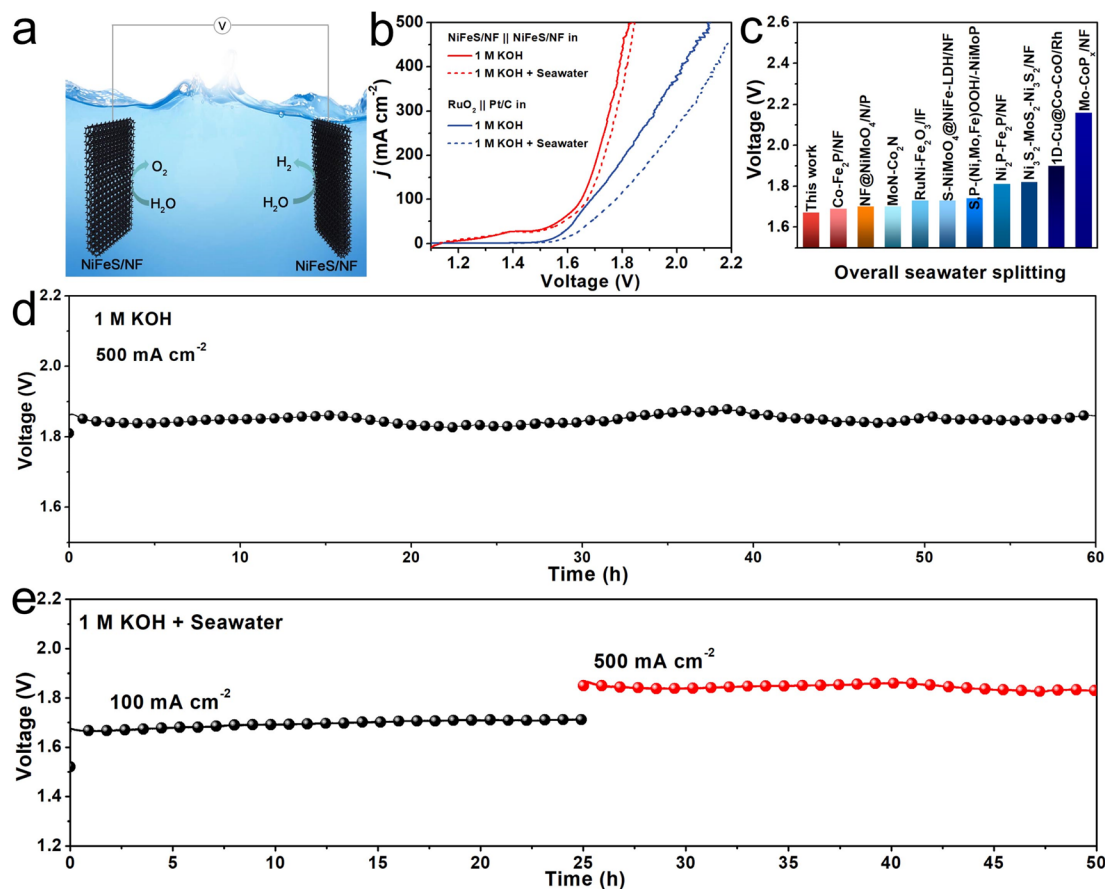 a
V
O₂
H₂O
H₂
H₂O
NiFeS/NF
NiFeS/NF
b
j (mA cm⁻²)
500
400
300
200
100
0
NiFeS/NF || NiFeS/NF in
1 M KOH
1 M KOH + Seawater
RuO₂ || Pt/C in
1 M KOH
1 M KOH + Seawater
1.2 1.4 1.6 1.8 2.0 2.2
Voltage (V)
c
Voltage (V)
2.4
2.2
2.0
1.8
1.6
This work
Co-Fe₂P/NF
NF@NiMoO₄/N/P
MoN-Co₂N
RuNi-Fe₂O₃/IF
S-NiMoO₄@NiFe-LDH/NF
S,P-(Ni,Mo,Fe)OOH/-NiMoP
Ni₂P-Fe₂P/NF
Ni₃S₂-MoS₂-Ni₃S₂/NF
1D-Cu@Co-CoO/Rh
Mo-CoPₓ/NF
Overall seawater splitting
d
Voltage (V)
2.2
2.0
1.8
1.6
1 M KOH
500 mA cm⁻²
0 10 20 30 40 50 60
Time (h)
e
Voltage (V)
2.2
2.0
1.8
1.6
1.4
1.2
1 M KOH + Seawater
100 mA cm⁻²
500 mA cm⁻²
0 5 10 15 20 25 30 35 40 45 50
Time (h)